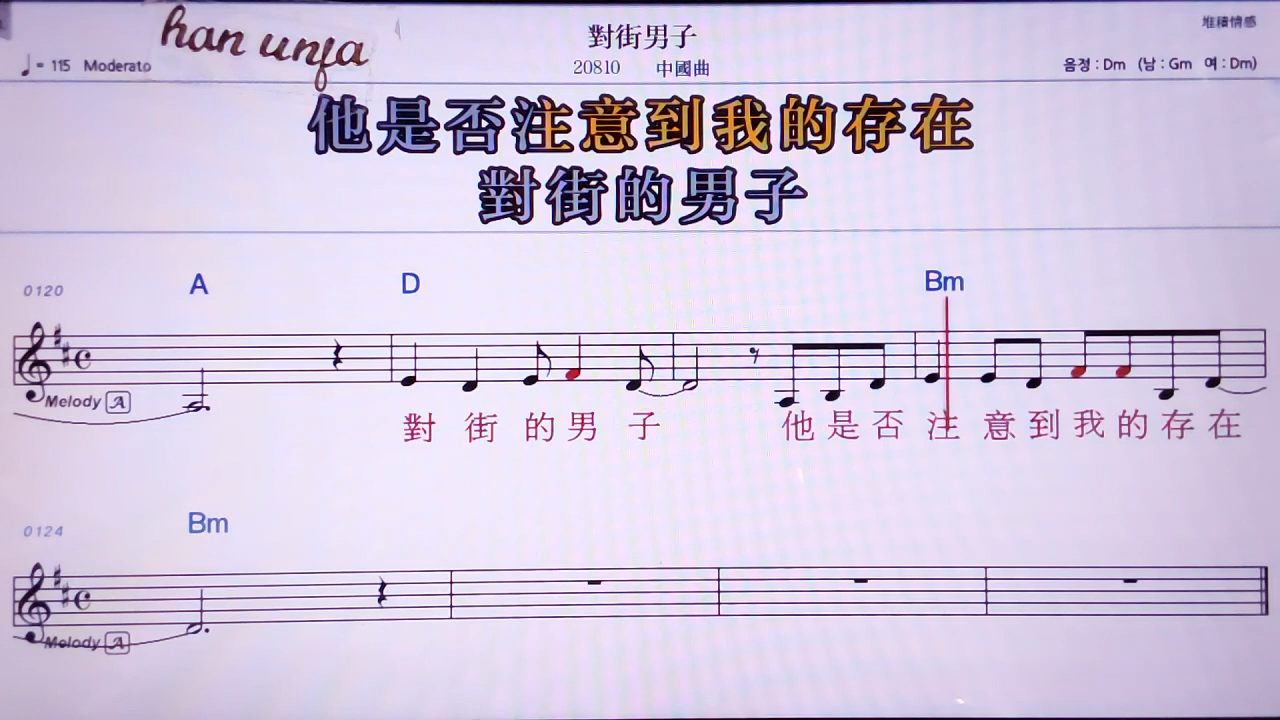 han unfa
對街男子
堆積情感
♩= 115 Moderato
20810 中國曲
음정 : Dm (남 : Gm 여 : Dm)
他是否注意到我的存在
對街的男子
0120 A D Bm
Melody A
對 街 的 男 子 他 是 否 注 意 到 我 的 存 在
0124 Bm
Melody A